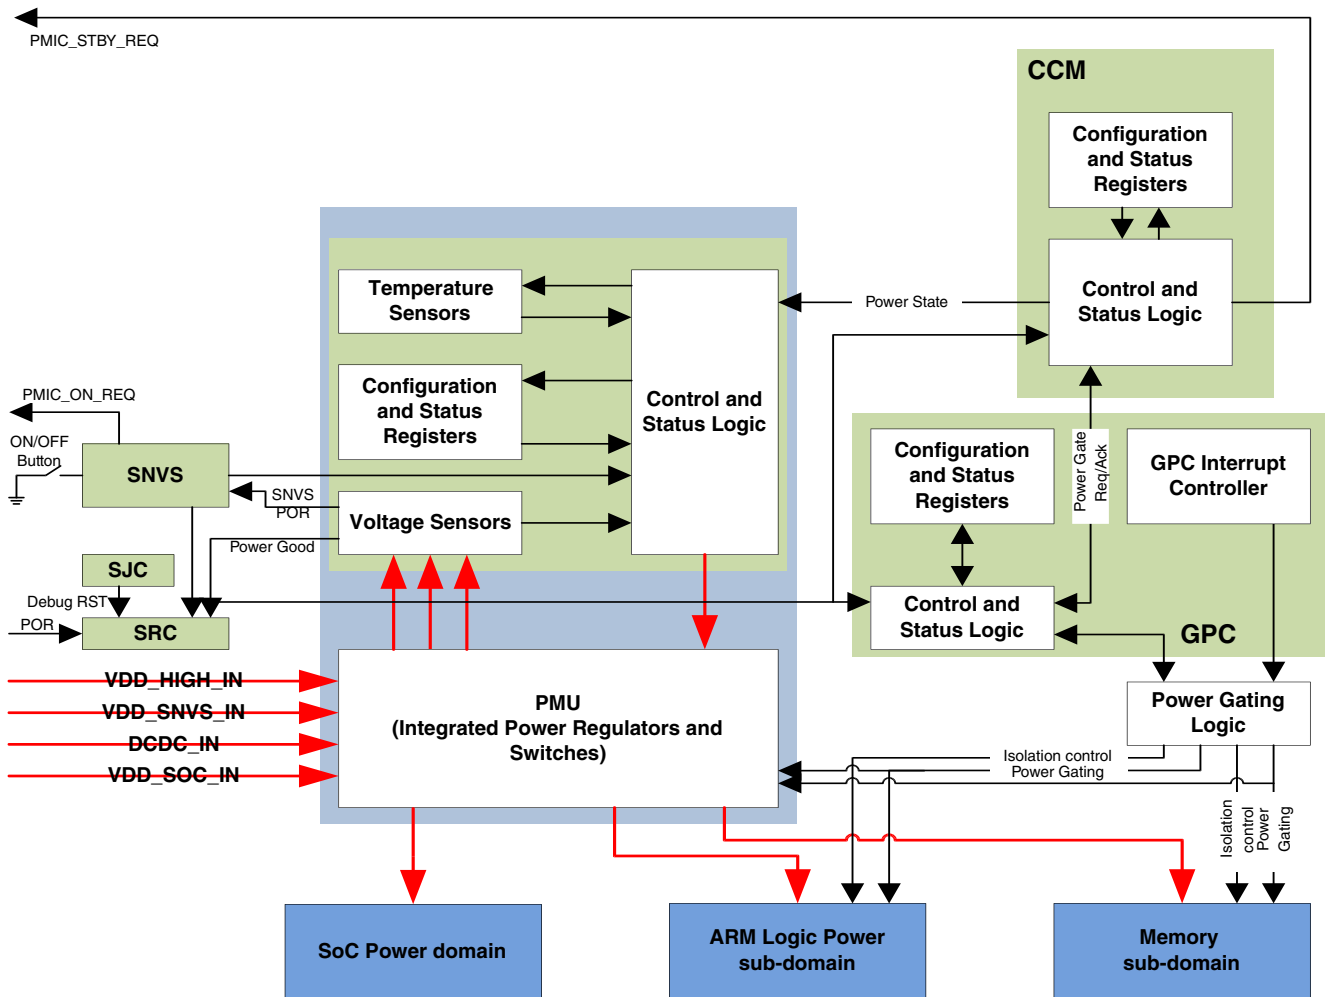 PMIC_STBY_REQ
CCM
Configuration
and Status
Registers
Control and
Status Logic
Power State
Temperature
Sensors
Configuration
and Status
Registers
Control and
Status Logic
Voltage Sensors
PMIC_ON_REQ
ON/OFF
Button
SNVS
SNVS
POR
Power Good
SJC
Debug RST
POR
SRC
Configuration
and Status
Registers
Power Gate
Req/Ack
GPC Interrupt
Controller
Control and
Status Logic
GPC
VDD_HIGH_IN
VDD_SNVS_IN
DCDC_IN
VDD_SOC_IN
PMU
(Integrated Power Regulators and
Switches)
Power Gating
Logic
Isolation control
Power Gating
Isolation
control
Power
Gating
SoC Power domain
ARM Logic Power
sub-domain
Memory
sub-domain